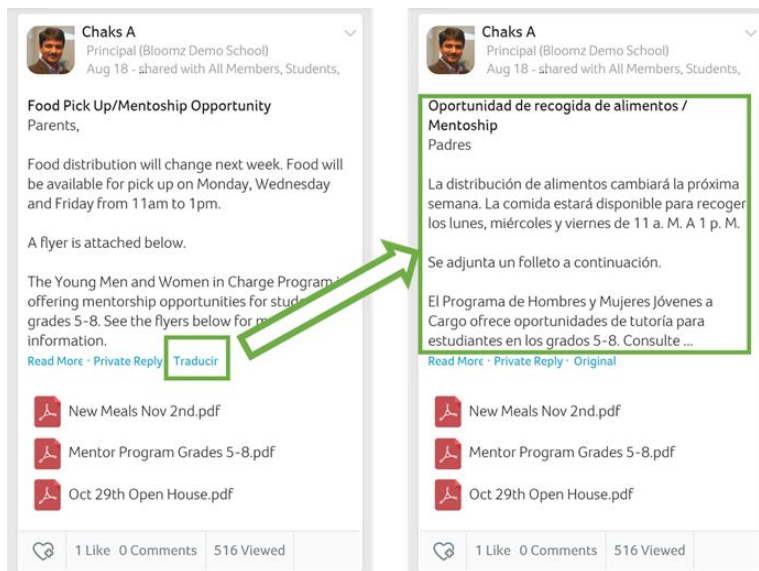 Chaks A
Principal (Bloomz Demo School)
Aug 18 - shared with All Members, Students,
Food Pick Up/Mentoship Opportunity
Parents,
Food distribution will change next week. Food will
be available for pick up on Monday, Wednesday
and Friday from 11am to 1pm.
A flyer is attached below.
The Young Men and Women in Charge Program
offering mentorship opportunities for
grades 5-8. See the flyers below for
information.
Read More · Private Reply Traducir
New Meals Nov 2nd.pdf
Mentor Program Grades 5-8.pdf
Oct 29th Open House.pdf
1 Like 0 Comments 516 Viewed
Chaks A
Principal (Bloomz Demo School)
Aug 18 - shared with All Members, Students,
Oportunidad de recogida de alimentos /
Mentoship
Padres
La distribución de alimentos cambiará la próxima
semana. La comida estará disponible para recoger
los lunes, miércoles y viernes de 11 a. M. A 1 p. M.
Se adjunta un folleto a continuación.
El Programa de Hombres y Mujeres Jóvenes a
Cargo ofrece oportunidades de tutoría para
estudiantes en los grados 5-8. Consulte ...
Read More · Private Reply · Original
New Meals Nov 2nd.pdf
Mentor Program Grades 5-8.pdf
Oct 29th Open House.pdf
1 Like 0 Comments 516 Viewed